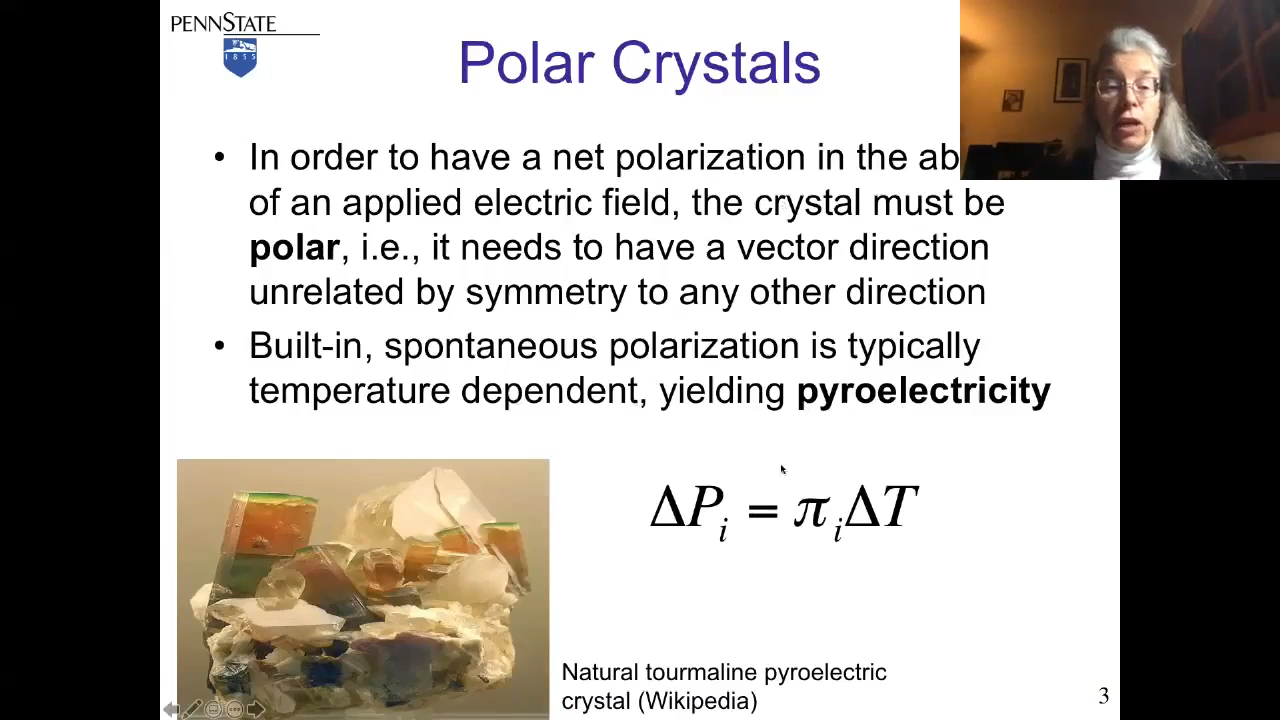 PENNSTATE
1855
Polar Crystals
• In order to have a net polarization in the ab
of an applied electric field, the crystal must be
polar, i.e., it needs to have a vector direction
unrelated by symmetry to any other direction
• Built-in, spontaneous polarization is typically
temperature dependent, yielding pyroelectricity
ΔPᵢ = πᵢΔT
Natural tourmaline pyroelectric
crystal (Wikipedia)
3